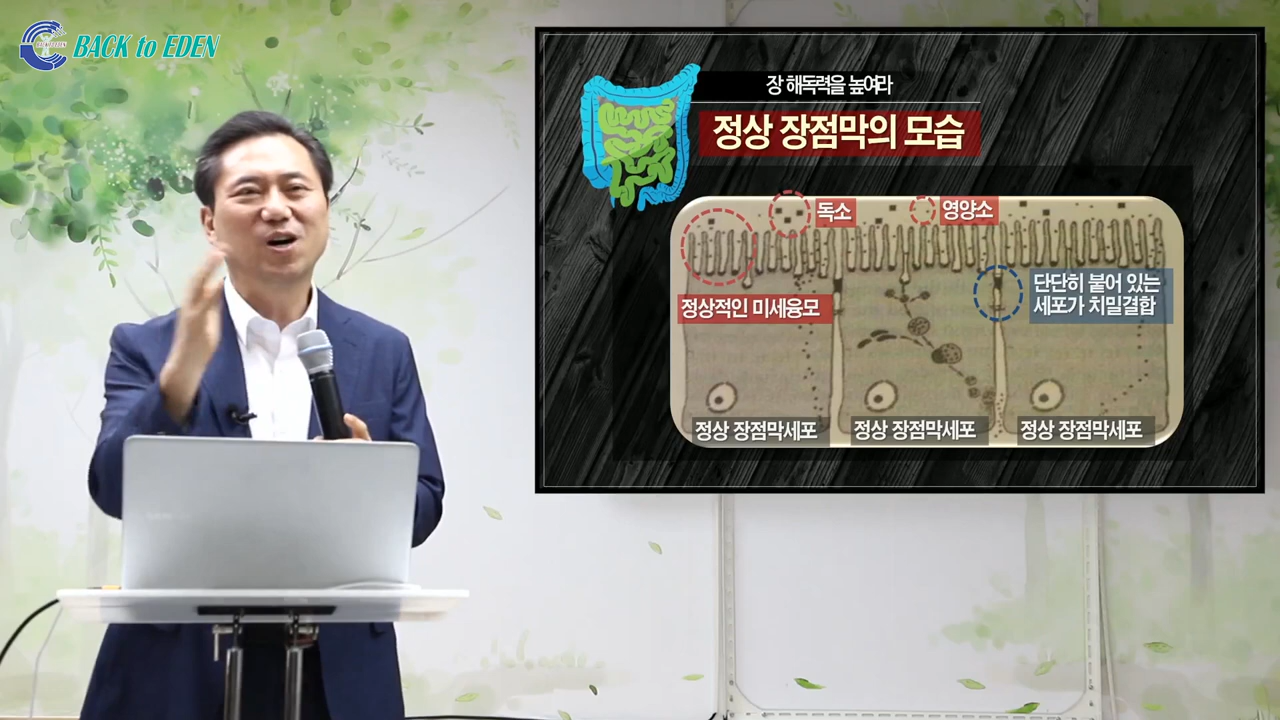 BACK to EDEN
장 해독력을 높여라
정상 장점막의 모습
독소
영양소
정상적인 미세융모
단단히 붙어 있는
세포가 치밀결합
정상 장점막세포
정상 장점막세포
정상 장점막세포